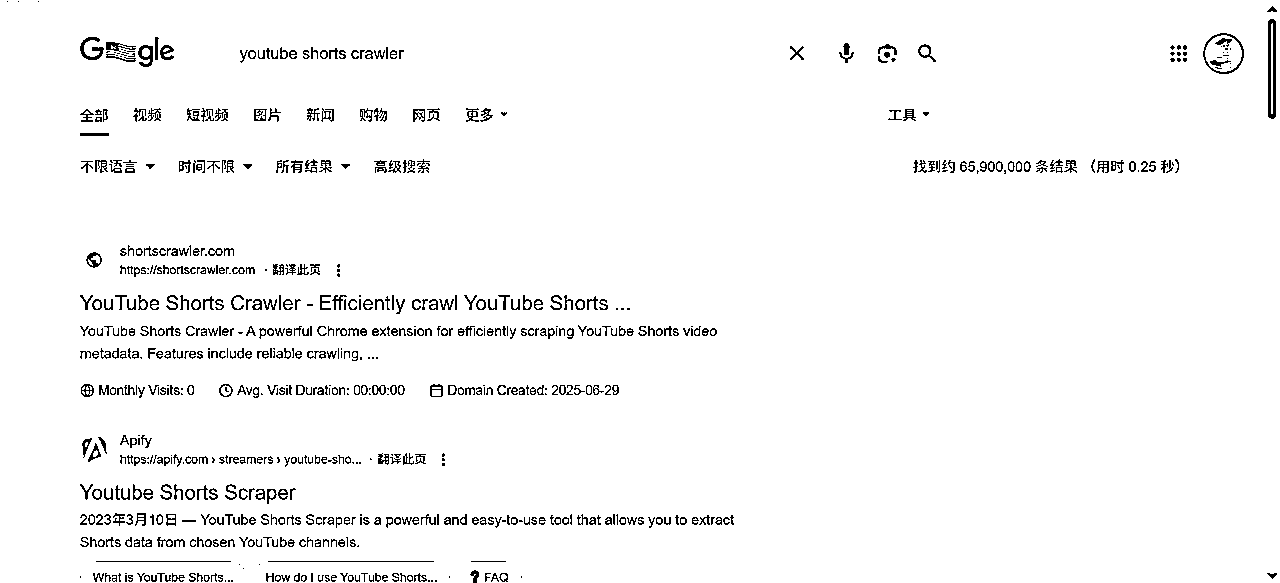 Google
youtube shorts crawler
全部 视频 短视频 图片 新闻 购物 网页 更多 工具
不限语言 时间不限 所有结果 高级搜索 找到约 65,900,000 条结果 （用时 0.25 秒）
shortscrawler.com
https://shortscrawler.com · 翻译此页
YouTube Shorts Crawler - Efficiently crawl YouTube Shorts ...
YouTube Shorts Crawler - A powerful Chrome extension for efficiently scraping YouTube Shorts video
metadata. Features include reliable crawling, ...
Monthly Visits: 0 Avg. Visit Duration: 00:00:00 Domain Created: 2025-06-29
Apify
https://apify.com › streamers › youtube-sho... · 翻译此页
Youtube Shorts Scraper
2023年3月10日 — YouTube Shorts Scraper is a powerful and easy-to-use tool that allows you to extract
Shorts data from chosen YouTube channels.
What is YouTube Shorts... · How do I use YouTube Shorts... · ❓ FAQ